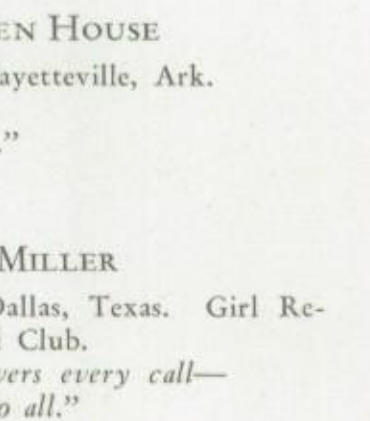 EN HOUSE
ayetteville, Ark.
.”
MILLER
Dallas, Texas. Girl Re-
l Club.
vers every call—
o all.”